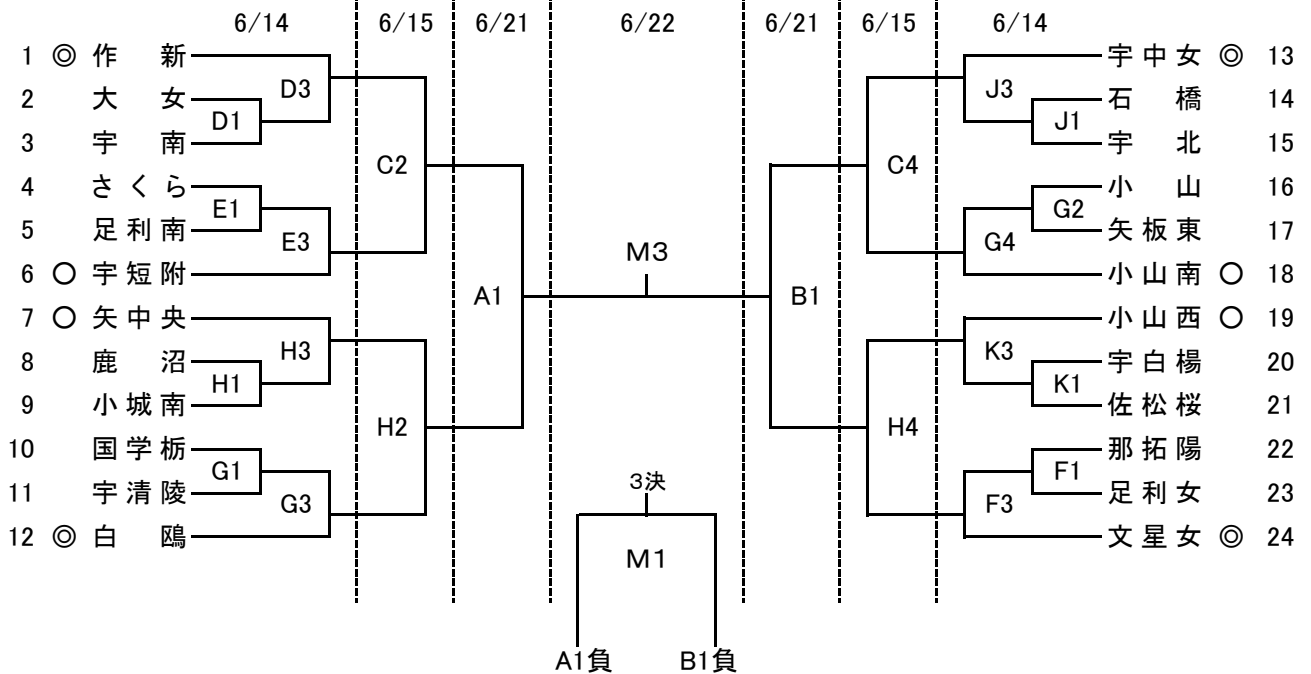 6/14 6/15 6/21 6/22 6/21 6/15 6/14
1 ◎ 作新 宇中女 ◎ 13
D3 J3
2 大女 石橋 14
D1 J1
3 宇南 宇北 15
C2 C4
4 さくら 小山 16
E1 G2
5 足利南 矢板東 17
E3 G4
M3
6 ○ 宇短附 小山南 ○ 18
A1 B1
7 ○ 矢中央 小山西 ○ 19
H3 K3
8 鹿沼 宇白楊 20
H1 K1
9 小城南 佐松桜 21
H2 H4
10 国学栃 那拓陽 22
G1 F1
3決
11 宇清陵 足利女 23
G3 F3
12 ◎ 白鴎 文星女 ◎ 24
M1
A1負 B1負